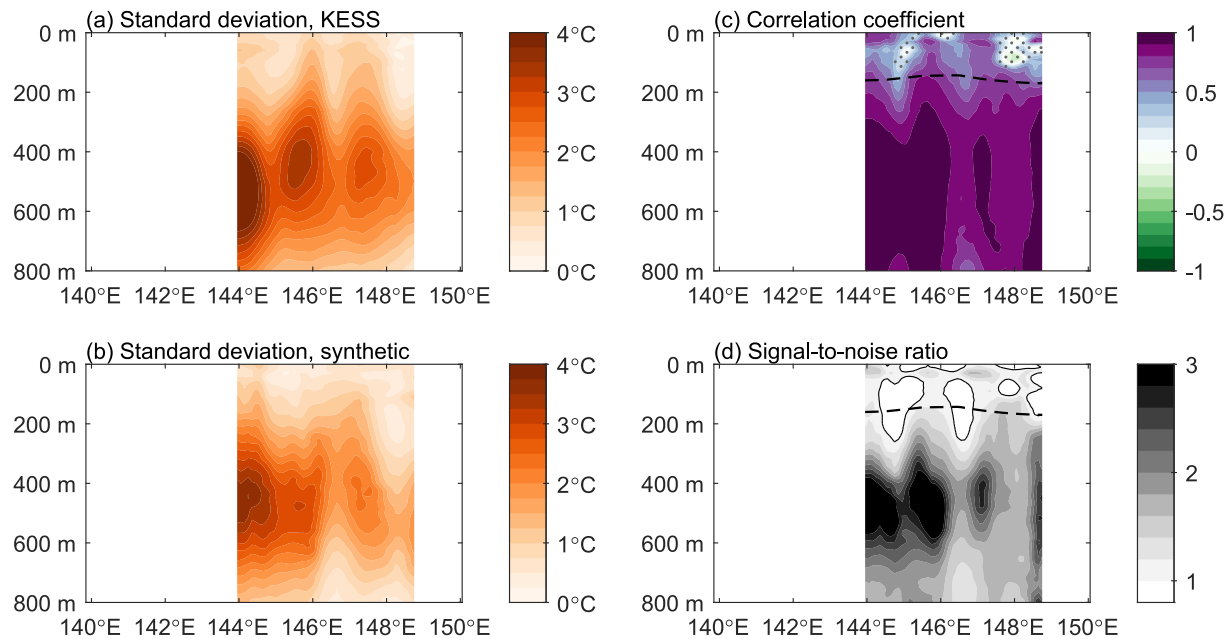 (a) Standard deviation, KESS
0 m
200 m
400 m
600 m
800 m
140°E 142°E 144°E 146°E 148°E 150°E
4°C
3°C
2°C
1°C
0°C
(c) Correlation coefficient
0 m
200 m
400 m
600 m
800 m
140°E 142°E 144°E 146°E 148°E 150°E
1
0.5
0
-0.5
-1
(b) Standard deviation, synthetic
0 m
200 m
400 m
600 m
800 m
140°E 142°E 144°E 146°E 148°E 150°E
4°C
3°C
2°C
1°C
0°C
(d) Signal-to-noise ratio
0 m
200 m
400 m
600 m
800 m
140°E 142°E 144°E 146°E 148°E 150°E
3
2
1